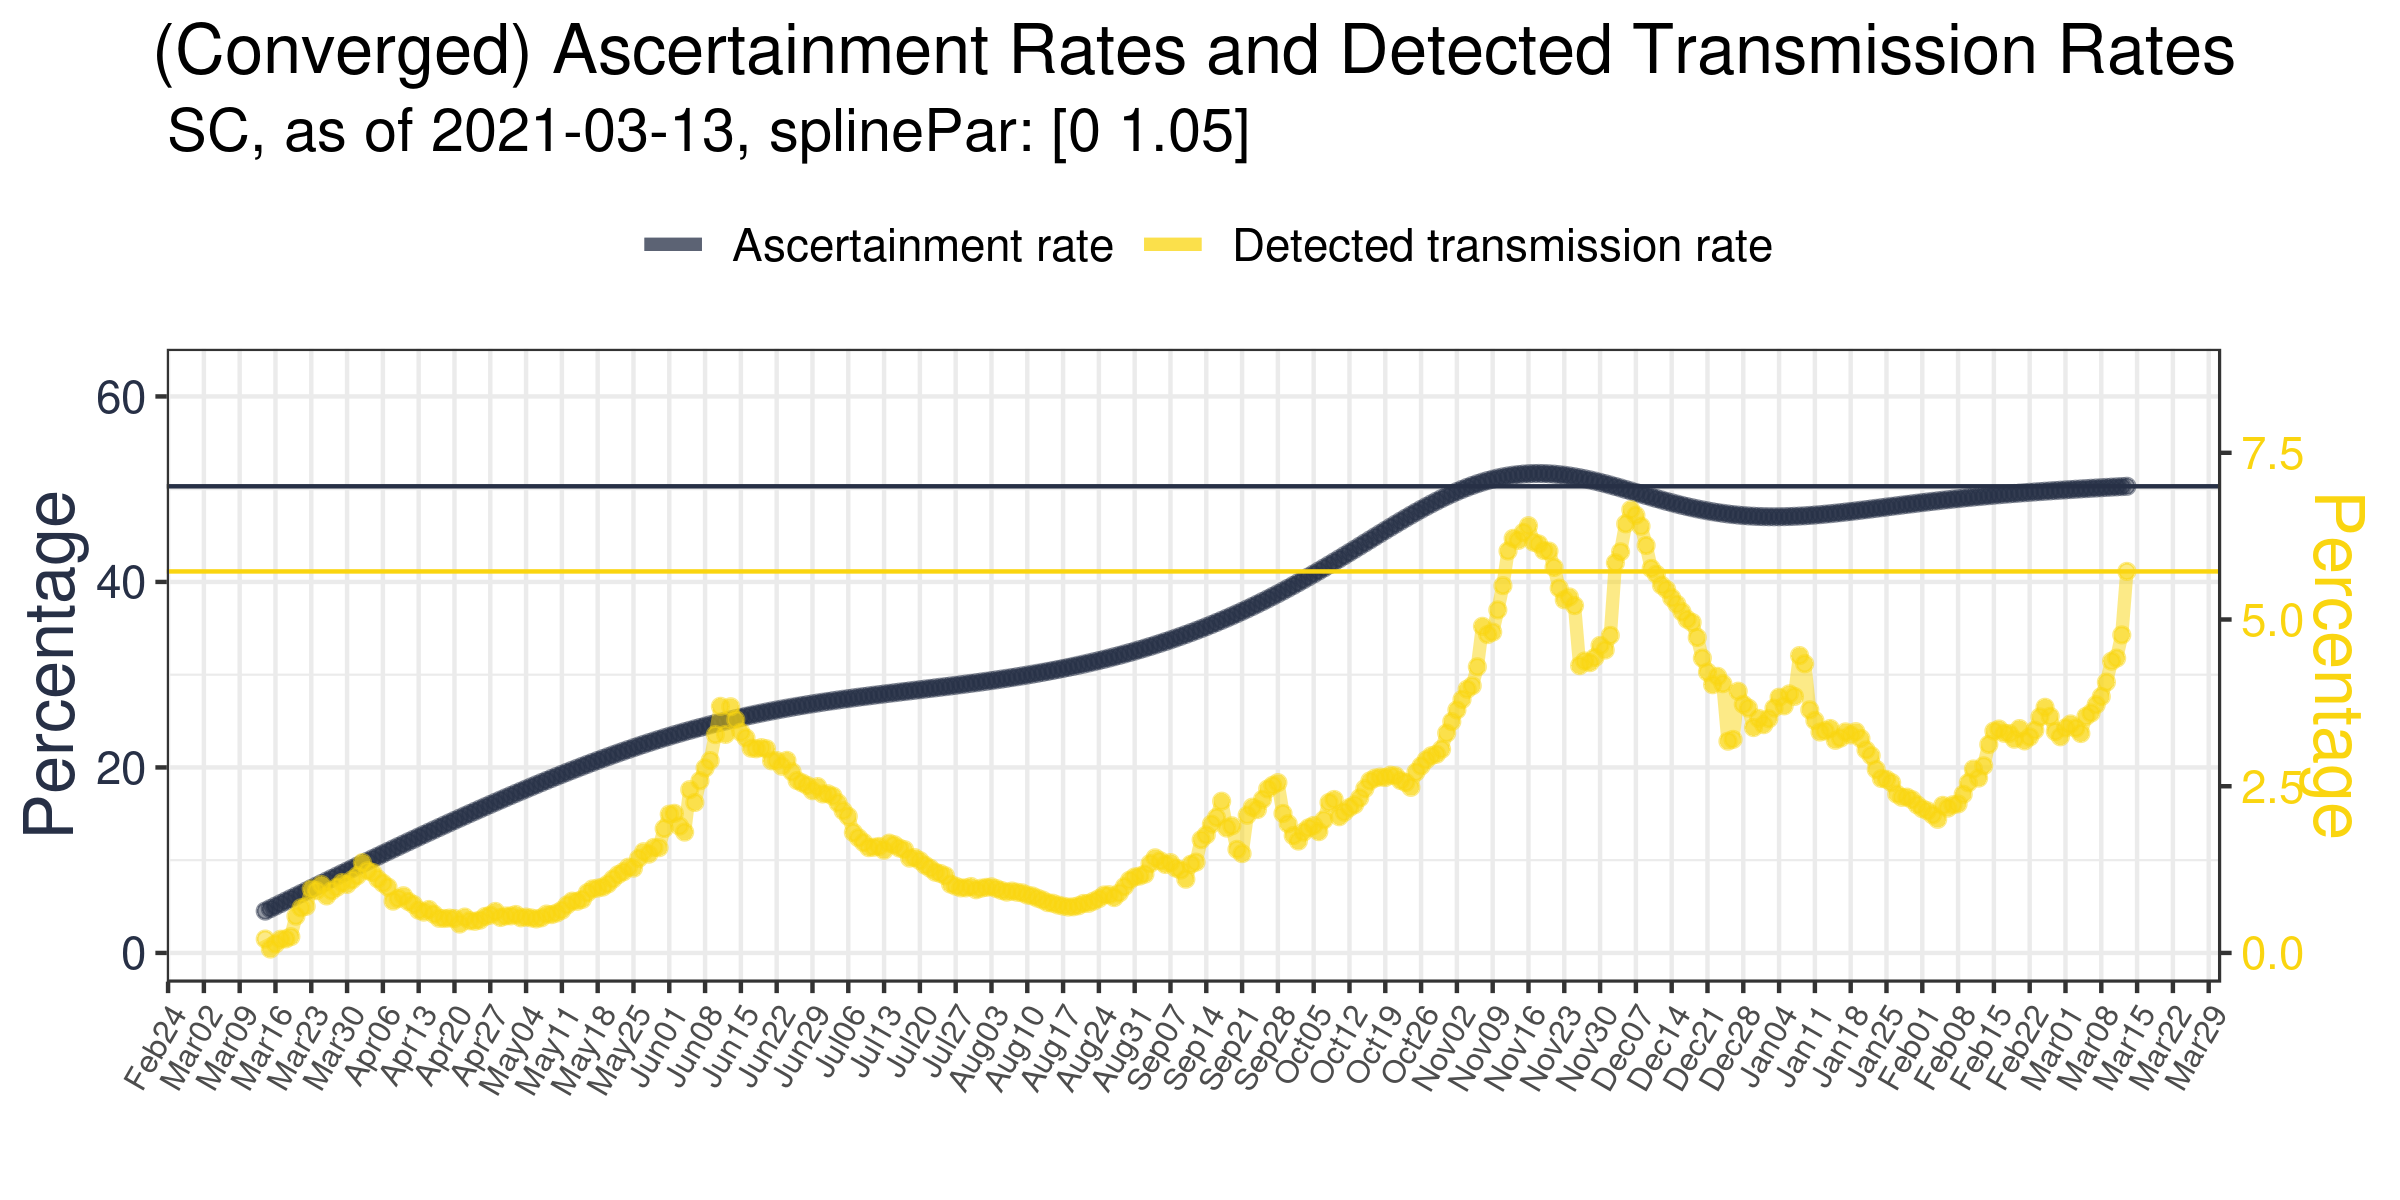 (Converged) Ascertainment Rates and Detected Transmission Rates
SC, as of 2021-03-13, splinePar: [0 1.05]
Ascertainment rate
Detected transmission rate
Percentage
60
40
20
0
7.5
5.0
2.5
0.0
Percentage
Feb24
Mar02
Mar09
Mar16
Mar23
Mar30
Apr06
Apr13
Apr20
Apr27
May04
May11
May18
May25
Jun01
Jun08
Jun15
Jun22
Jun29
Jul06
Jul13
Jul20
Jul27
Aug03
Aug10
Aug17
Aug24
Aug31
Sep07
Sep14
Sep21
Sep28
Oct05
Oct12
Oct19
Oct26
Nov02
Nov09
Nov16
Nov23
Nov30
Dec07
Dec14
Dec21
Dec28
Jan04
Jan11
Jan18
Jan25
Feb01
Feb08
Feb15
Feb22
Mar01
Mar08
Mar15
Mar22
Mar29